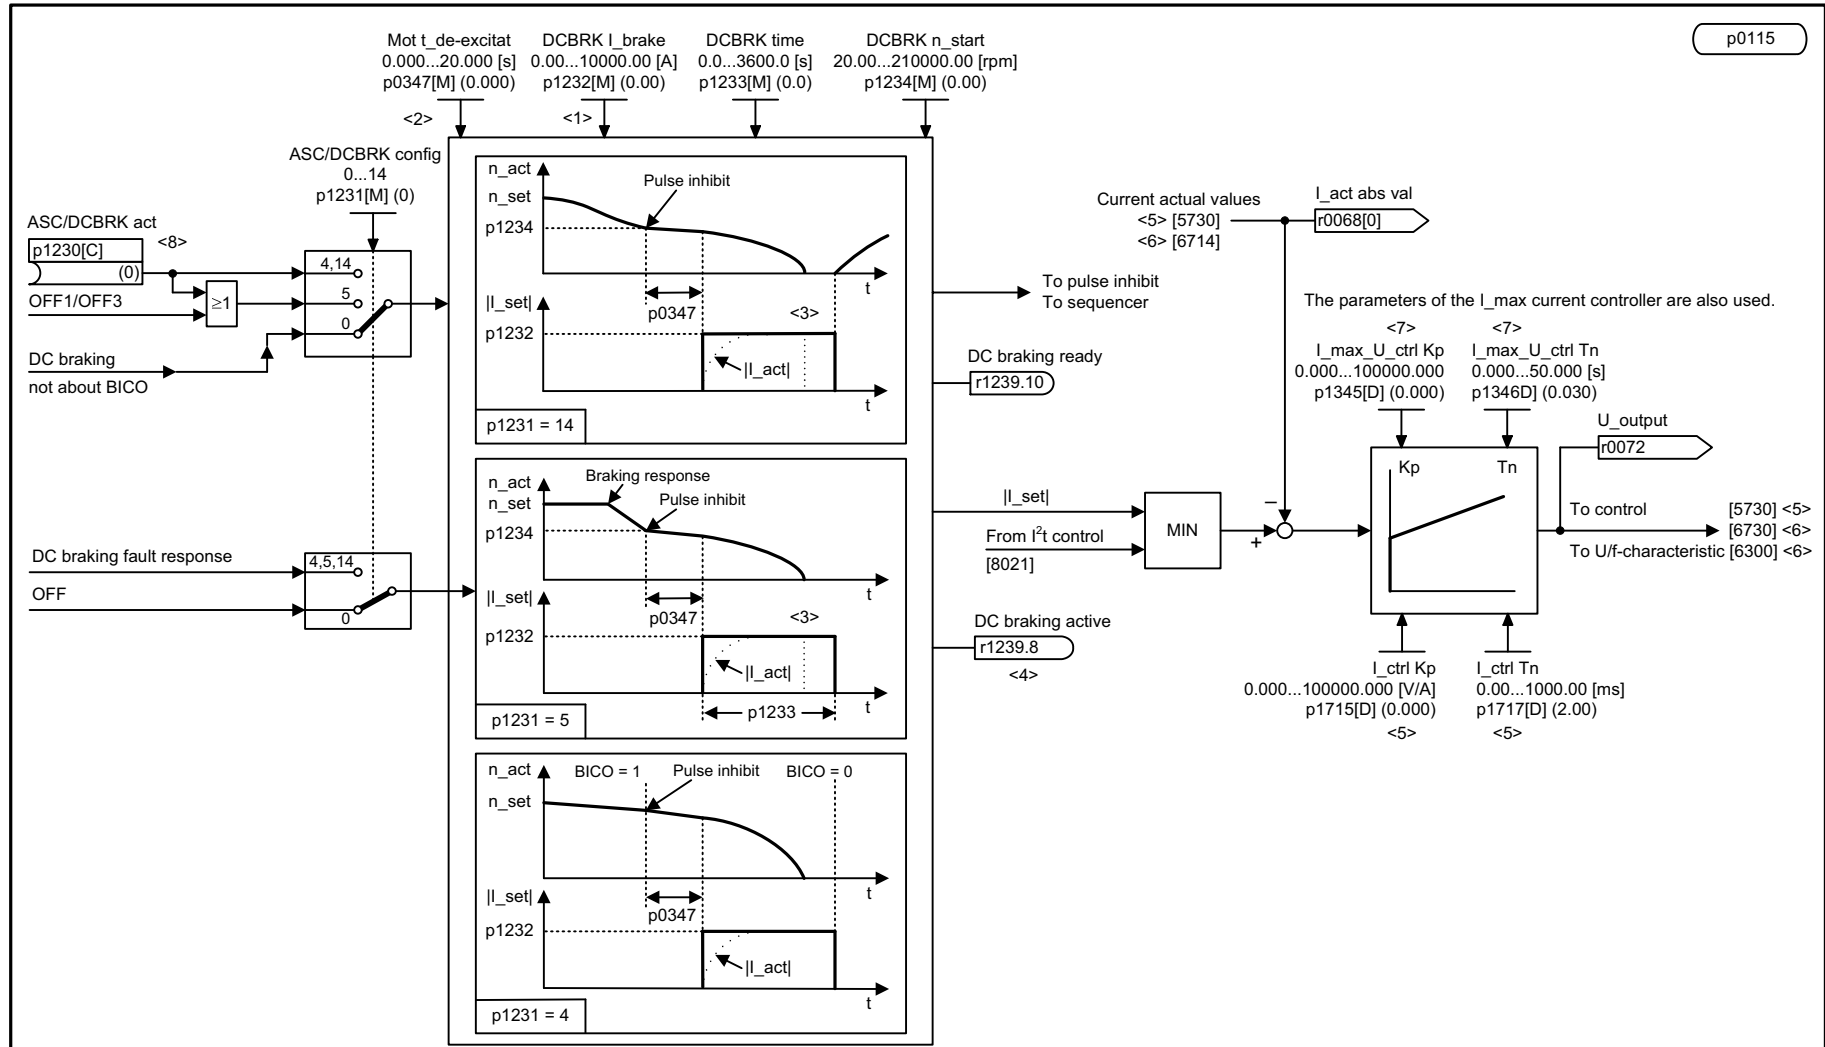 p0115
Mot t_de-excitat
0.000...20.000 [s]
p0347[M] (0.000)
<2>
DCBRK I_brake
0.00...10000.00 [A]
p1232[M] (0.00)
<1>
DCBRK time
0.0...3600.0 [s]
p1233[M] (0.0)
DCBRK n_start
20.00...210000.00 [rpm]
p1234[M] (0.00)
ASC/DCBRK config
0...14
p1231[M] (0)
ASC/DCBRK act
<8>
p1230[C]
(0)
OFF1/OFF3
≥1
DC braking
not about BICO
4,14
5
0
DC braking fault response
OFF
4,5,14
0
n_act
n_set
p1234
Pulse inhibit
t
|I_set|
p1232
p0347
<3>
|I_act|
t
p1231 = 14
n_act
n_set
p1234
Braking response
Pulse inhibit
t
|I_set|
p1232
p0347
<3>
|I_act|
t
p1233
p1231 = 5
n_act
n_set
BICO = 1
Pulse inhibit
BICO = 0
t
|I_set|
p1232
p0347
|I_act|
t
p1231 = 4
Current actual values
<5> [5730]
<6> [6714]
I_act abs val
r0068[0]
To pulse inhibit
To sequencer
DC braking ready
r1239.10
|I_set|
From I²t control
[8021]
MIN
+
–
DC braking active
r1239.8
<4>
The parameters of the I_max current controller are also used.
<7>
I_max_U_ctrl Kp
0.000...100000.000
p1345[D] (0.000)
<7>
I_max_U_ctrl Tn
0.000...50.000 [s]
p1346D] (0.030)
Kp
Tn
U_output
r0072
To control
[5730] <5>
[6730] <6>
To U/f-characteristic [6300] <6>
I_ctrl Kp
0.000...100000.000 [V/A]
p1715[D] (0.000)
<5>
I_ctrl Tn
0.00...1000.00 [ms]
p1717[D] (2.00)
<5>